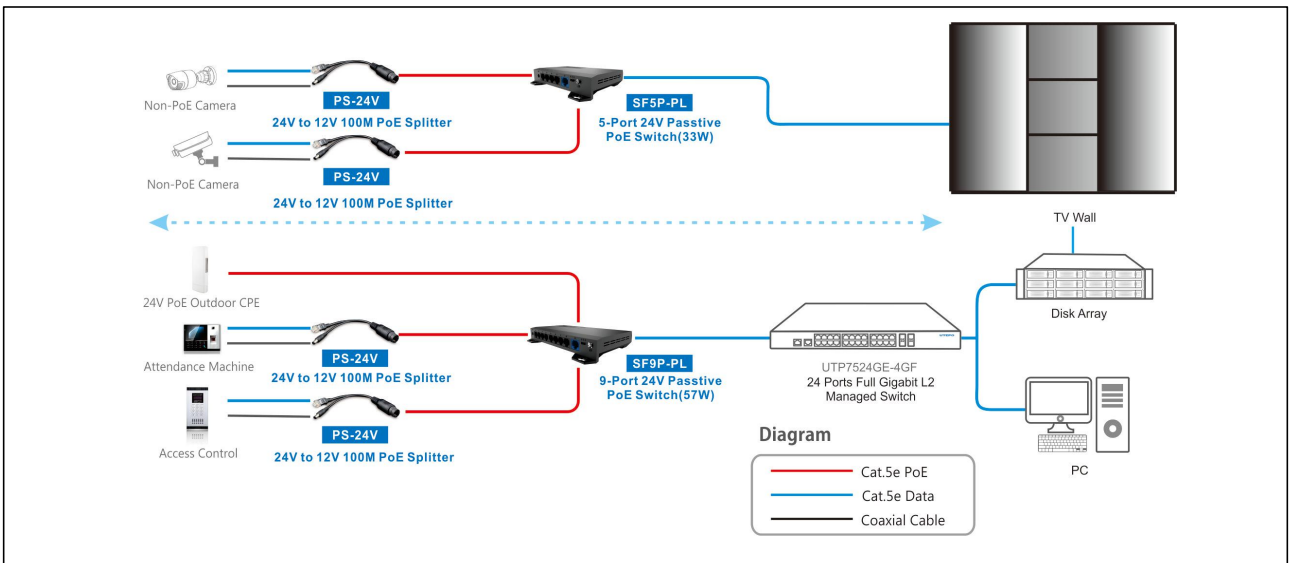 Non-PoE Camera
PS-24V
24V to 12V 100M PoE Splitter
SF5P-PL
5-Port 24V Passtive
PoE Switch(33W)
Non-PoE Camera
PS-24V
24V to 12V 100M PoE Splitter
TV Wall
24V PoE Outdoor CPE
Disk Array
Attendance Machine
PS-24V
24V to 12V 100M PoE Splitter
SF9P-PL
9-Port 24V Passtive
PoE Switch(57W)
UTP7524GE-4GF
24 Ports Full Gigabit L2
Managed Switch
Access Control
PS-24V
24V to 12V 100M PoE Splitter
PC
Diagram
Cat.5e PoE
Cat.5e Data
Coaxial Cable